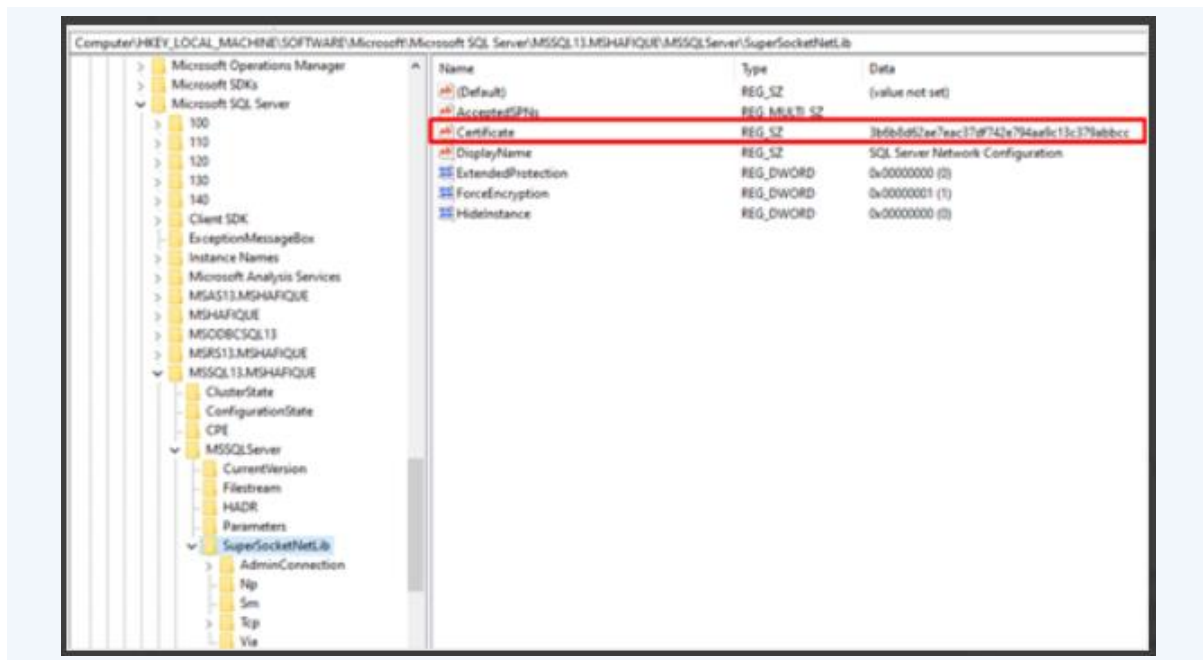 Computer\HKEY_LOCAL_MACHINE\SOFTWARE\Microsoft\Microsoft SQL Server\MSSQL13.MSHAFIQUE\MSSQLServer\SuperSocketNetLib
Microsoft Operations Manager
Microsoft SDKs
Microsoft SQL Server
100
110
120
130
140
Client SDK
ExceptionMessageBox
Instance Names
Microsoft Analysis Services
MSAS13.MSHAFIQUE
MSHAFIQUE
MSODBCSQL13
MSRS13.MSHAFIQUE
MSSQL13.MSHAFIQUE
ClusterState
ConfigurationState
CPE
MSSQLServer
CurrentVersion
Filestream
HADR
Parameters
SuperSocketNetLib
AdminConnection
Np
Sm
Tcp
Via
Name Type Data
(Default) REG_SZ (value not set)
AcceptedSPNs REG_MULTI_SZ
Certificate REG_SZ
DisplayName REG_SZ SQL Server Network Configuration
ExtendedProtection REG_DWORD 0x00000000 (0)
ForceEncryption REG_DWORD 0x00000001 (1)
HideInstance REG_DWORD 0x00000000 (0)